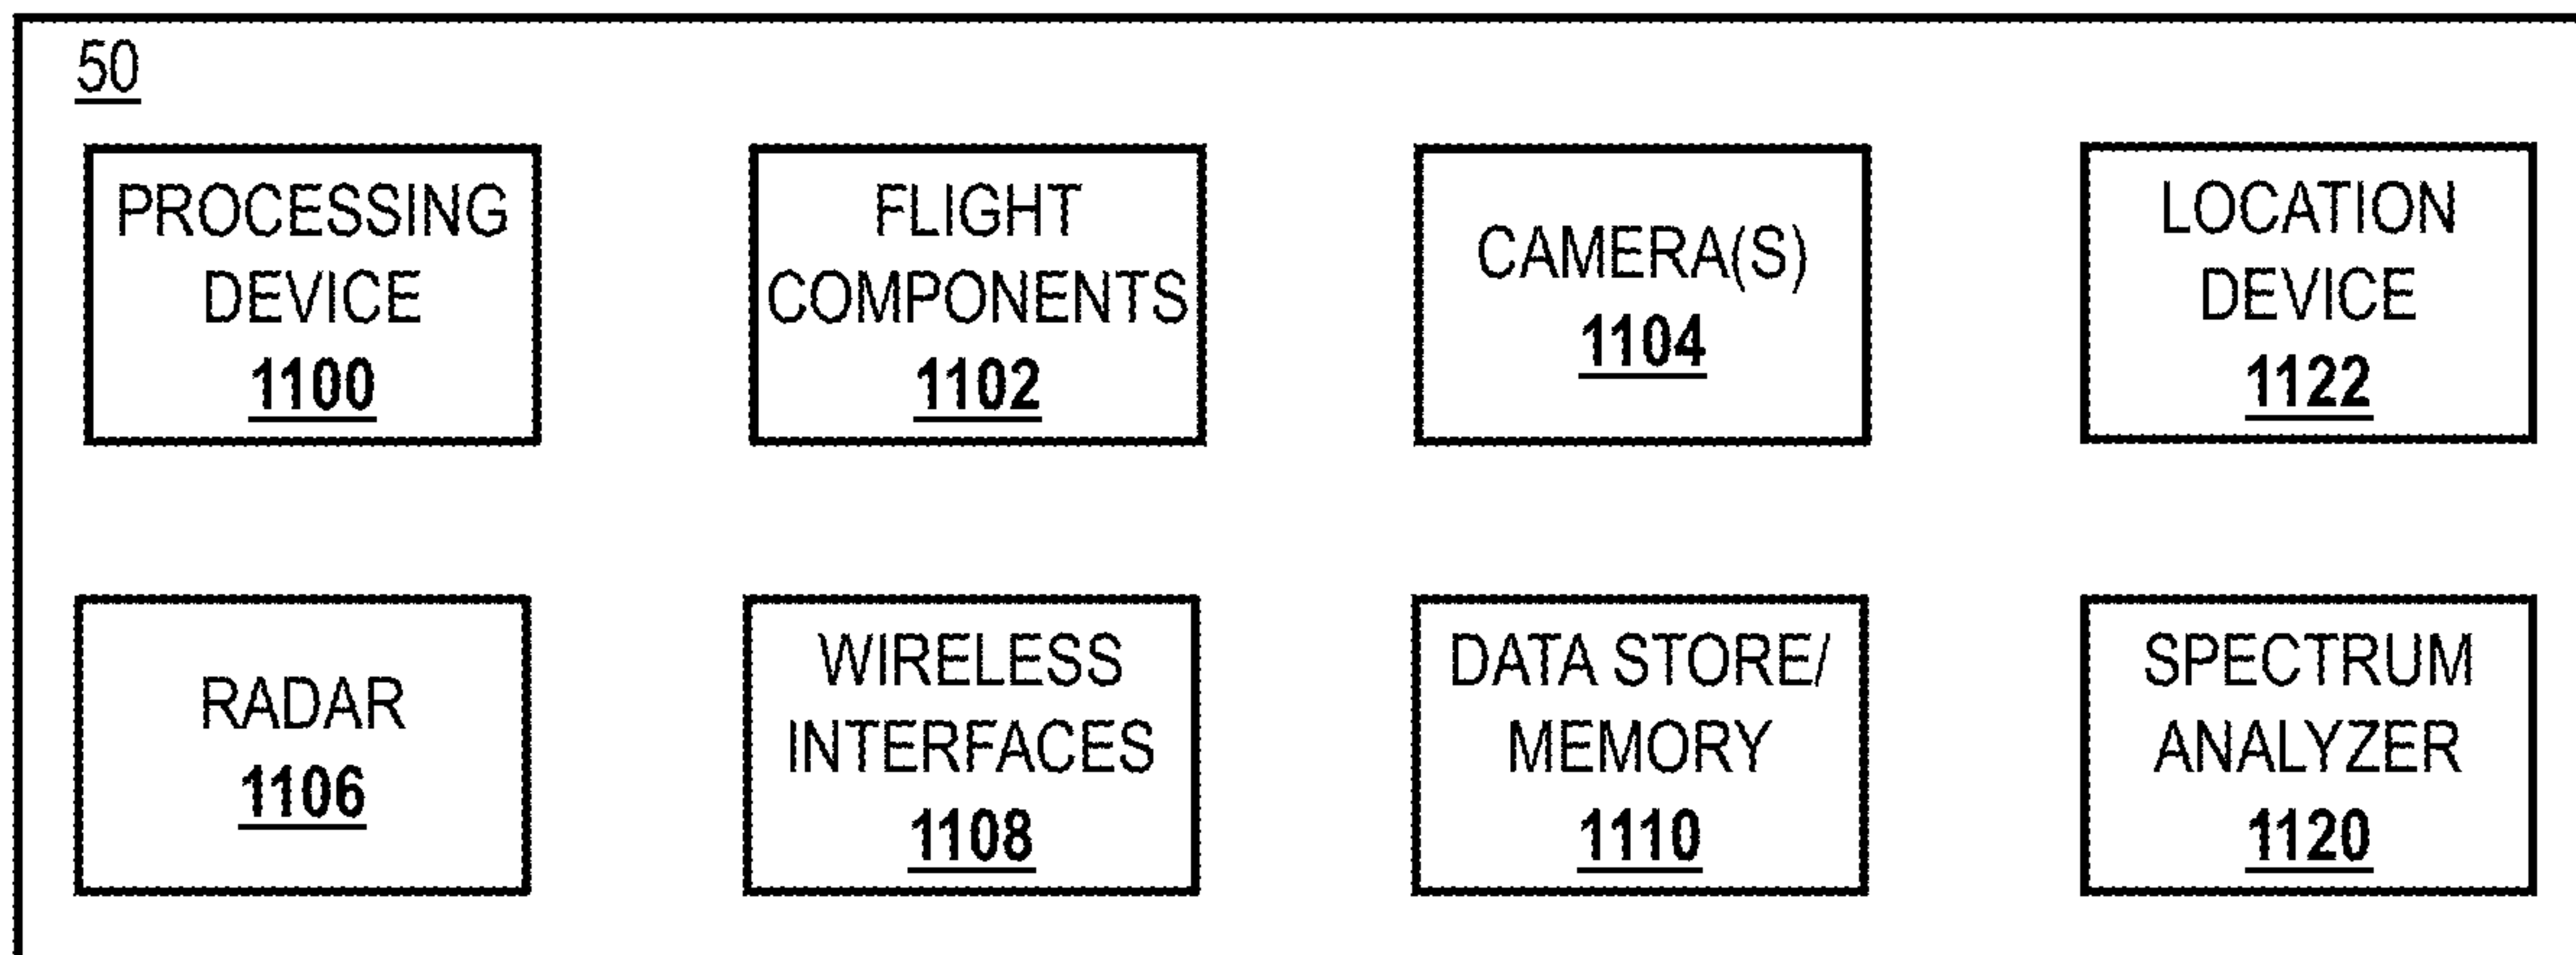 50
PROCESSING
DEVICE
1100
FLIGHT
COMPONENTS
1102
CAMERA(S)
1104
LOCATION
DEVICE
1122
RADAR
1106
WIRELESS
INTERFACES
1108
DATA STORE/
MEMORY
1110
SPECTRUM
ANALYZER
1120